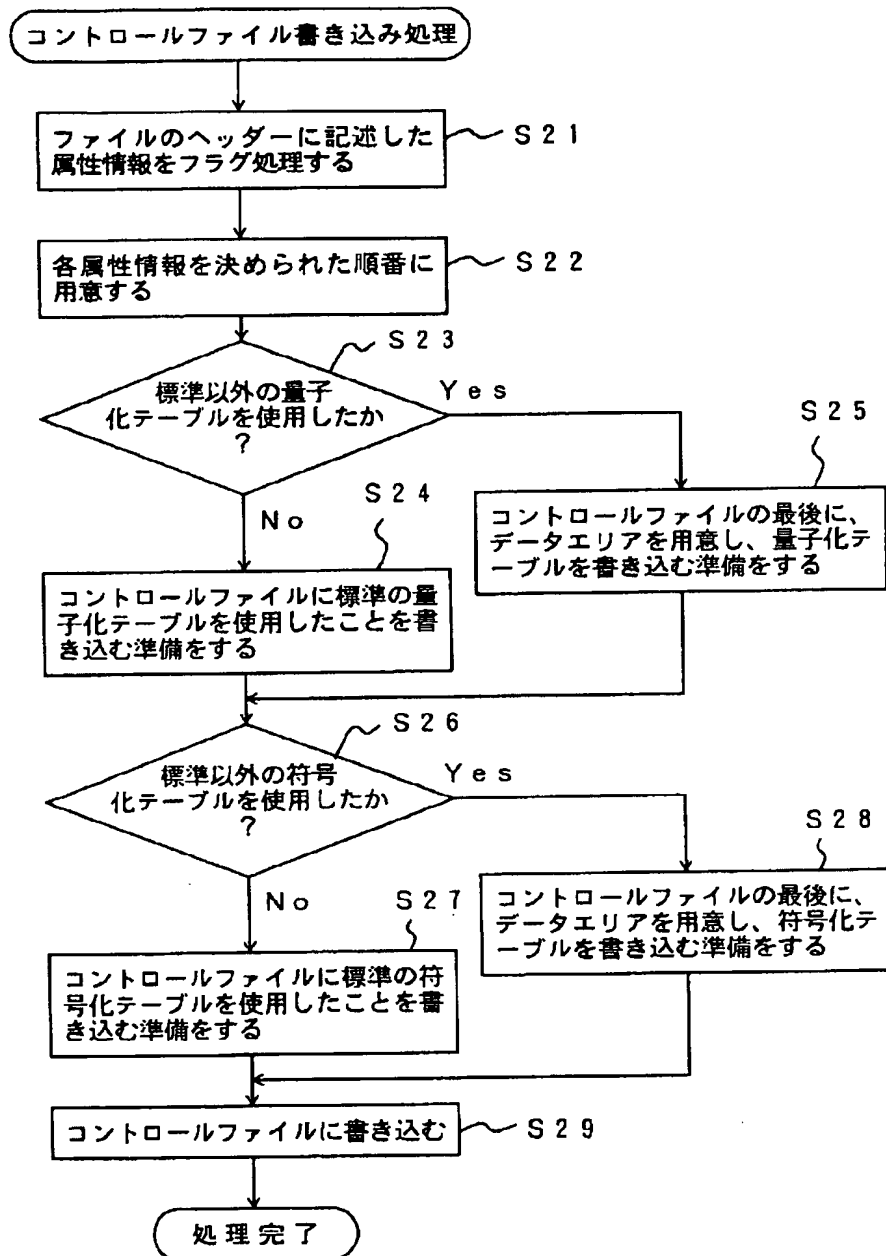 コントロールファイル書き込み処理
ファイルのヘッダーに記述した
属性情報をフラグ処理する
S21
各属性情報を決められた順番に
用意する
S22
S23
標準以外の量子
化テーブルを使用したか
?
Yes
No
S24
コントロールファイルに標準の量
子化テーブルを使用したことを書
き込む準備をする
S25
コントロールファイルの最後に、
データエリアを用意し、量子化テ
ーブルを書き込む準備をする
S26
標準以外の符号
化テーブルを使用したか
?
Yes
No
S27
コントロールファイルに標準の符
号化テーブルを使用したことを書
き込む準備をする
S28
コントロールファイルの最後に、
データエリアを用意し、符号化テ
ーブルを書き込む準備をする
コントロールファイルに書き込む
S29
処理完了